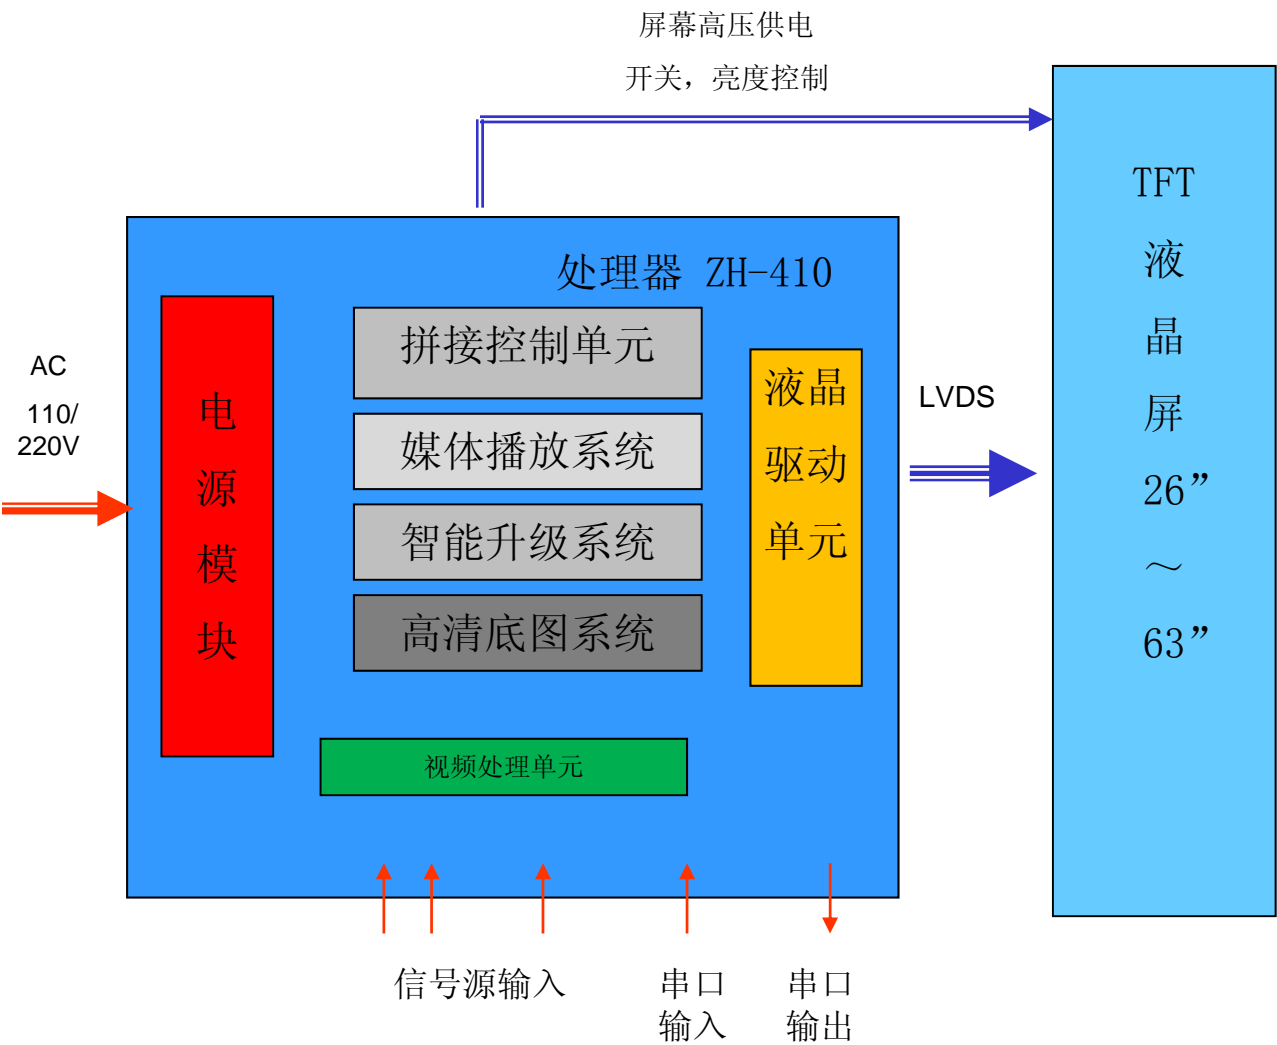 屏幕高压供电
开关，亮度控制
处理器 ZH-410
AC
110/
220V
电
源
模
块
拼接控制单元
媒体播放系统
智能升级系统
高清底图系统
视频处理单元
液晶
驱动
单元
LVDS
TFT
液
晶
屏
26”
～
63”
信号源输入
串口
输入
串口
输出